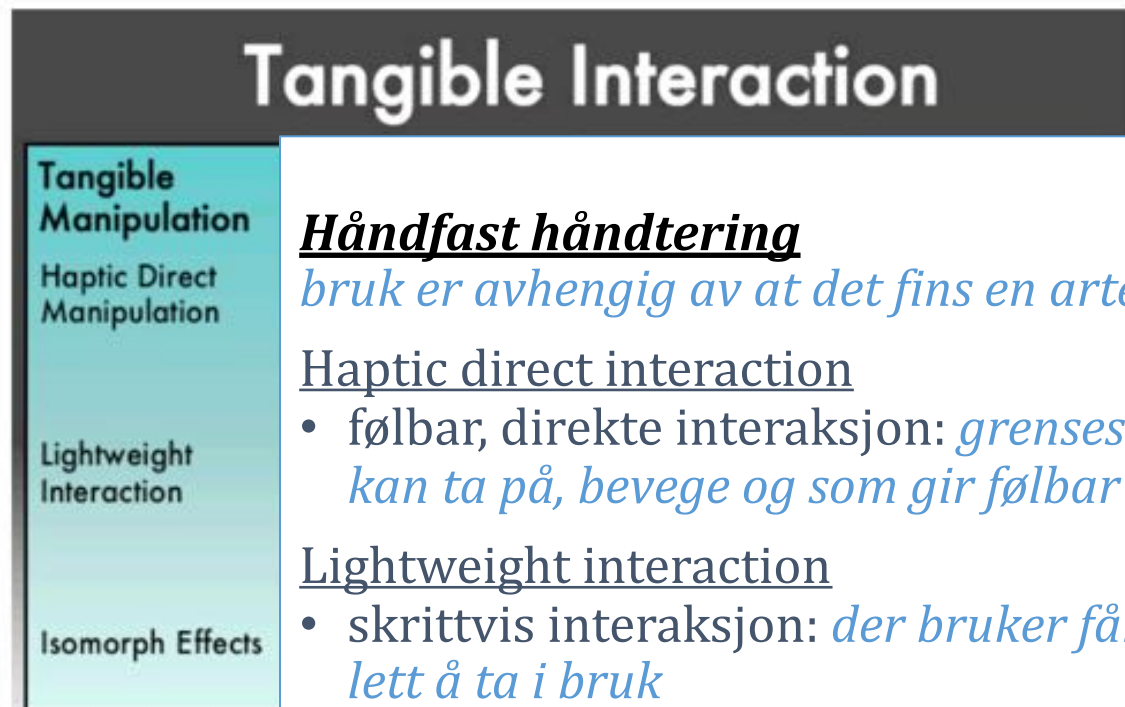 Tangible Interaction
Tangible
Manipulation
Haptic Direct
Manipulation
Lightweight
Interaction
Isomorph Effects
Håndfast håndtering
bruk er avhengig av at det fins en
Haptic direct interaction
• følbar, direkte interaksjon:
kan ta på, bevege og som gir følbar
Lightweight interaction
• skrittvis interaksjon: der bruker
lett å ta i bruk